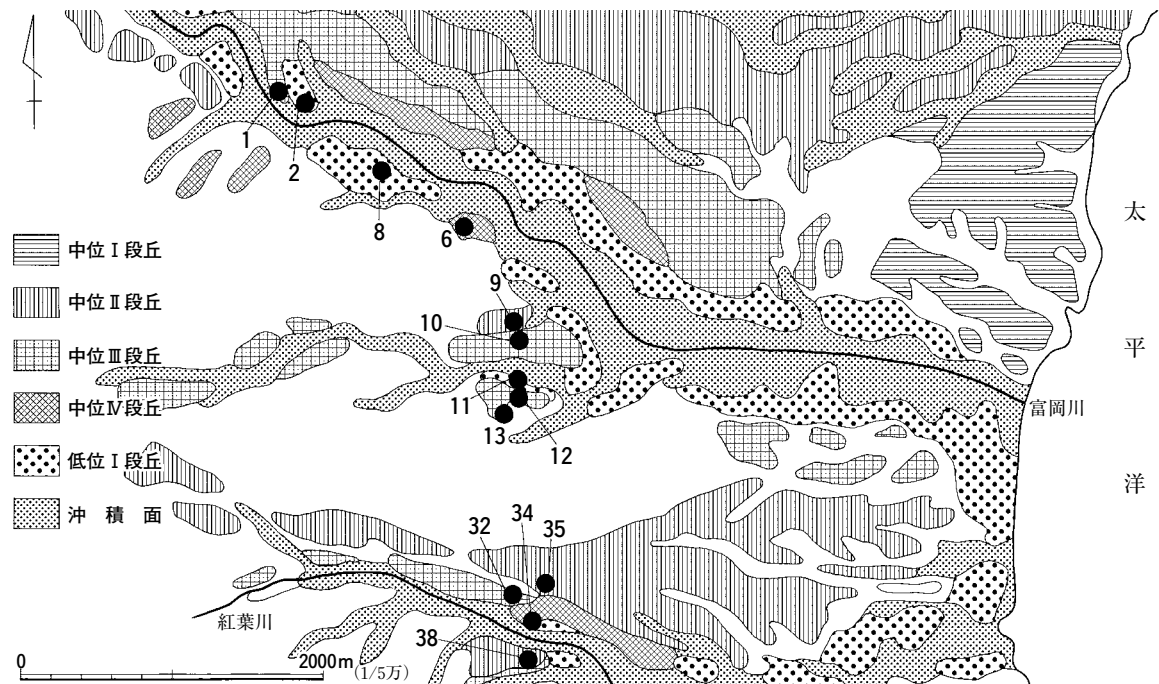 1
2
8
6
9
10
11
13
12
中位Ⅰ段丘
中位Ⅱ段丘
中位Ⅲ段丘
中位Ⅳ段丘
低位Ⅰ段丘
沖積面
太平洋
富岡川
32
34
35
38
紅葉川
0
2000m
(1/5万)